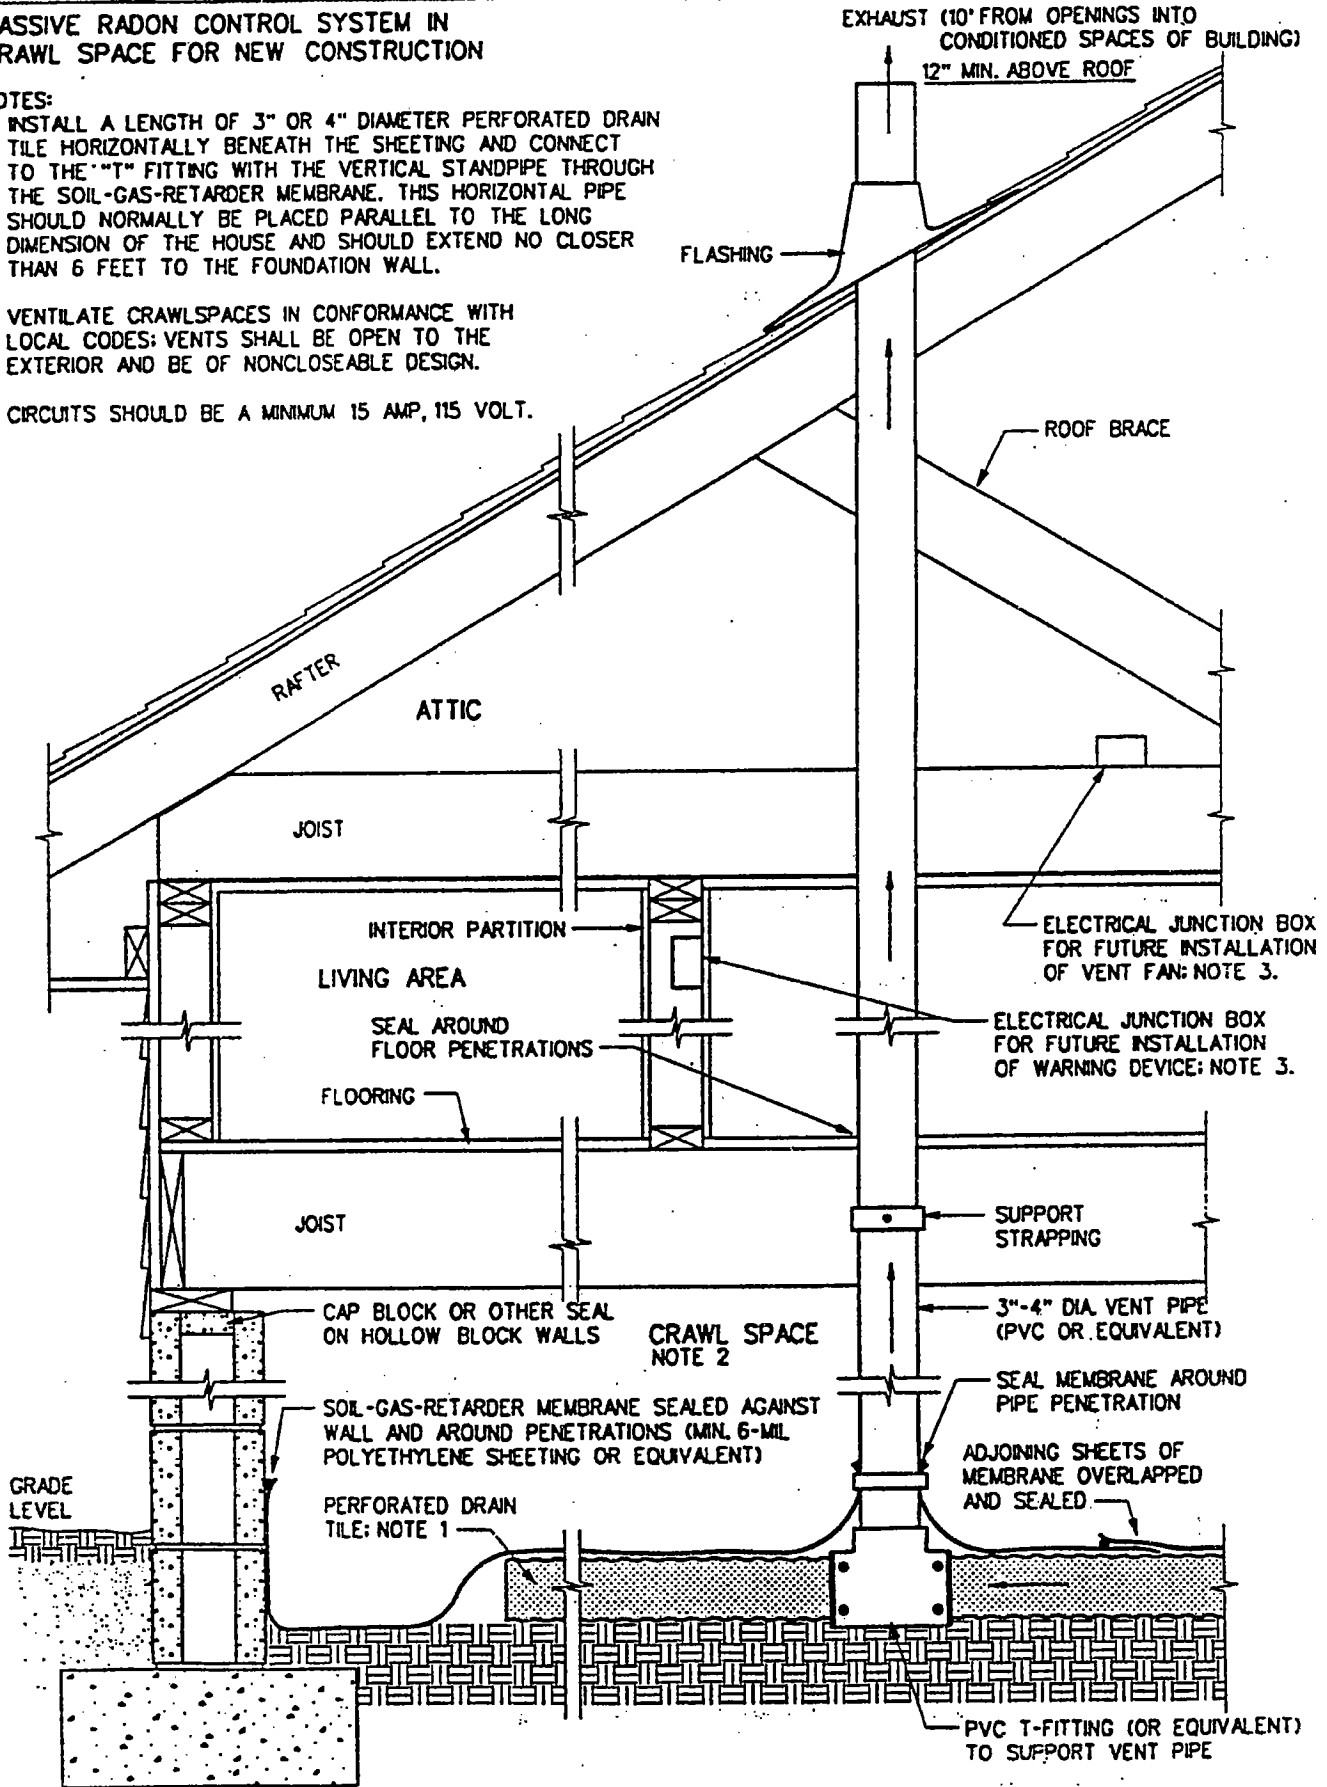 ASSIVE RADON CONTROL SYSTEM IN
RAWL SPACE FOR NEW CONSTRUCTION
OTES:
INSTALL A LENGTH OF 3" OR 4" DIAMETER PERFORATED DRAIN
TILE HORIZONTALLY BENEATH THE SHEETING AND CONNECT
TO THE "T" FITTING WITH THE VERTICAL STANDPIPE THROUGH
THE SOIL-GAS-RETARDER MEMBRANE. THIS HORIZONTAL PIPE
SHOULD NORMALLY BE PLACED PARALLEL TO THE LONG
DIMENSION OF THE HOUSE AND SHOULD EXTEND NO CLOSER
THAN 6 FEET TO THE FOUNDATION WALL.
VENTILATE CRAWLSPACES IN CONFORMANCE WITH
LOCAL CODES; VENTS SHALL BE OPEN TO THE
EXTERIOR AND BE OF NONCLOSEABLE DESIGN.
CIRCUITS SHOULD BE A MINIMUM 15 AMP, 115 VOLT.
EXHAUST (10' FROM OPENINGS INTO
CONDITIONED SPACES OF BUILDING)
12" MIN. ABOVE ROOF
FLASHING
ROOF BRACE
RAFTER
ATTIC
JOIST
INTERIOR PARTITION
LIVING AREA
SEAL AROUND
FLOOR PENETRATIONS
FLOORING
ELECTRICAL JUNCTION BOX
FOR FUTURE INSTALLATION
OF VENT FAN; NOTE 3.
ELECTRICAL JUNCTION BOX
FOR FUTURE INSTALLATION
OF WARNING DEVICE; NOTE 3.
JOIST
SUPPORT
STRAPPING
CAP BLOCK OR OTHER SEAL
ON HOLLOW BLOCK WALLS
CRAWL SPACE
NOTE 2
3"-4" DIA. VENT PIPE
(PVC OR EQUIVALENT)
SOIL-GAS-RETARDER MEMBRANE SEALED AGAINST
WALL AND AROUND PENETRATIONS (MIN. 6-MIL
POLYETHYLENE SHEETING OR EQUIVALENT)
SEAL MEMBRANE AROUND
PIPE PENETRATION
ADJOINING SHEETS OF
MEMBRANE OVERLAPPED
AND SEALED
GRADE
LEVEL
PERFORATED DRAIN
TILE; NOTE 1
PVC T-FITTING (OR EQUIVALENT)
TO SUPPORT VENT PIPE